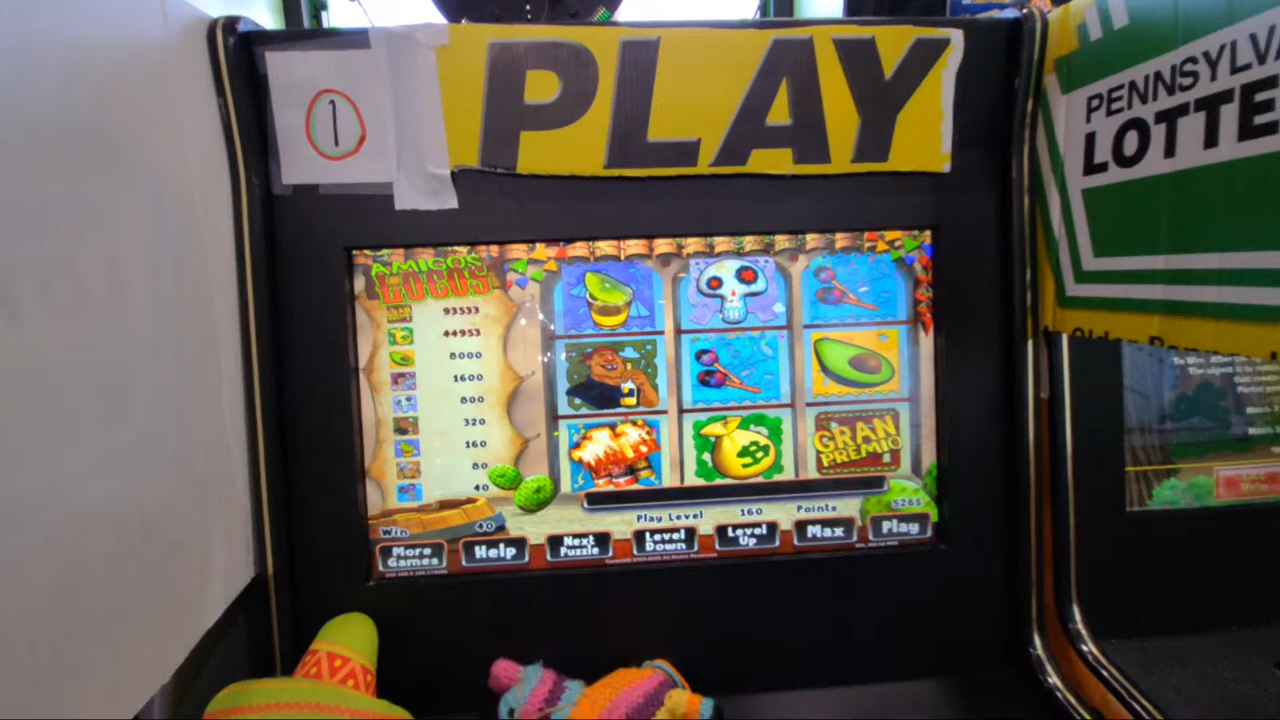 1
PLAY
PENNSYLVA
LOTTE
AMIGOS
LOCOS
93533
44953
8000
1600
800
320
160
80
40
GRAN
PREMIO
Win 40
Play Level 160 Points 5265
More
Games
Help
Next
Puzzle
Level
Down
Level
Up
Max
Play